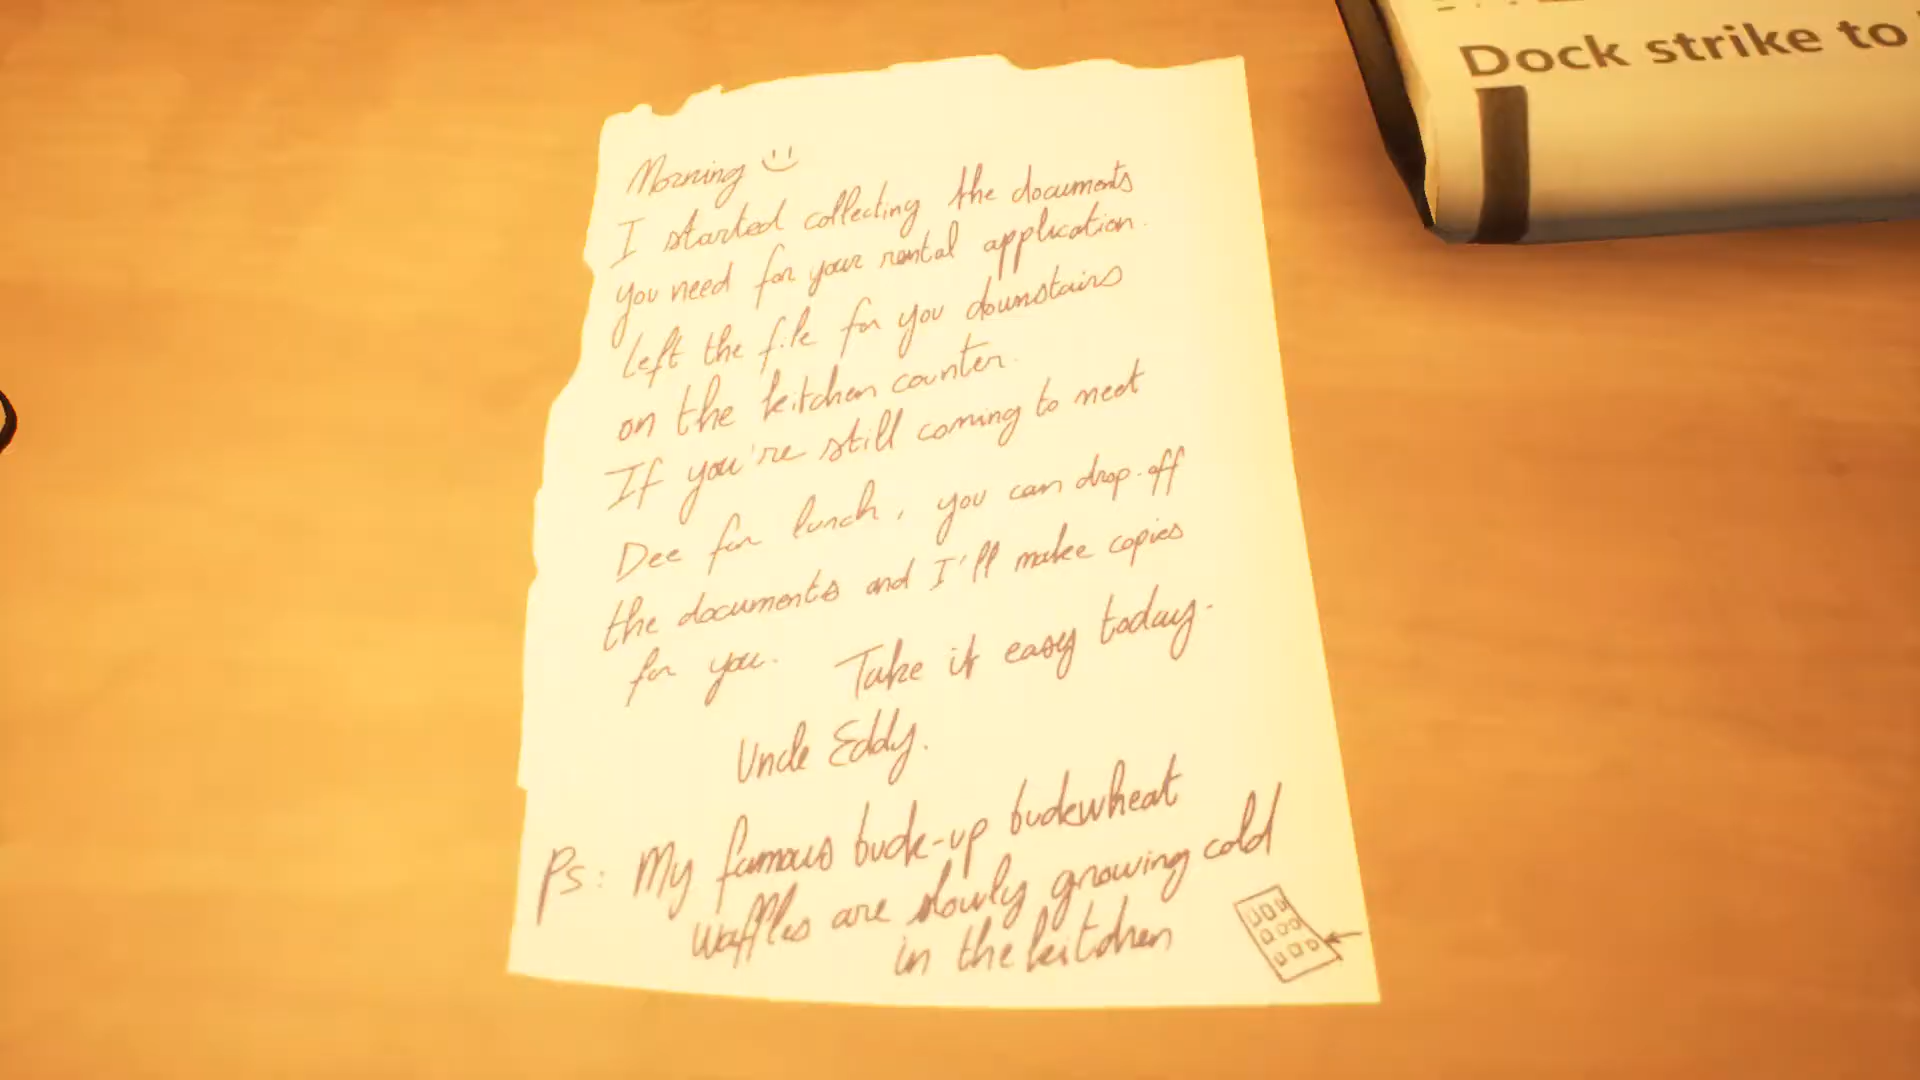 Dock strike to
Morning
I started collecting the documents
you need for your rental application.
Left the file for you downstairs
on the kitchen counter.
If you're still coming to meet
Dee for lunch, you can drop-off
the documents and I'll make copies
for you. Take it easy today.
Uncle Eddy.
PS: My famous buck-up buckwheat
waffles are slowly growing cold
in the kitchen